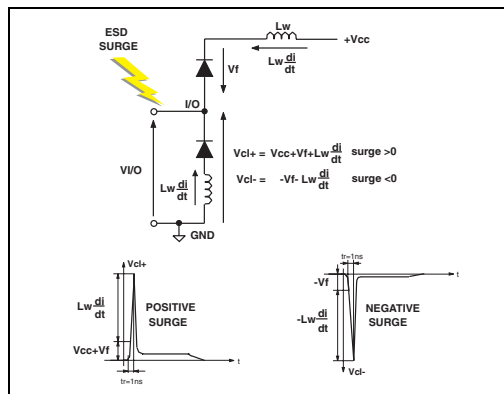 ESD
SURGE
Lw
+Vcc
Lw di/dt
Vf
I/O
Vcl+ = Vcc+Vf+Lw di/dt surge >0
Vcl- = -Vf- Lw di/dt surge <0
VI/O
Lw di/dt
GND
Vcl+
Lw di/dt
POSITIVE
SURGE
Vcc+Vf
t
tr=1ns
tr=1ns
t
-Vf
-Lw di/dt
NEGATIVE
SURGE
Vcl-